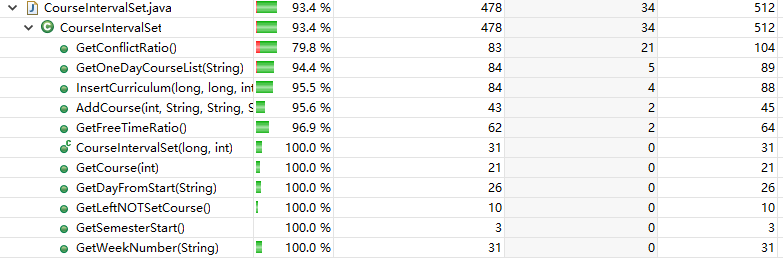 CourseIntervalSet.java 93.4 % 478 34 512
CourseIntervalSet 93.4 % 478 34 512
GetConflictRatio() 79.8 % 83 21 104
GetOneDayCourseList(String) 94.4 % 84 5 89
InsertCurriculum(long, long, int 95.5 % 84 4 88
AddCourse(int, String, String, S 95.6 % 43 2 45
GetFreeTimeRatio() 96.9 % 62 2 64
CourseIntervalSet(long, int) 100.0 % 31 0 31
GetCourse(int) 100.0 % 21 0 21
GetDayFromStart(String) 100.0 % 26 0 26
GetLeftNOTSetCourse() 100.0 % 10 0 10
GetSemesterStart() 100.0 % 3 0 3
GetWeekNumber(String) 100.0 % 31 0 31